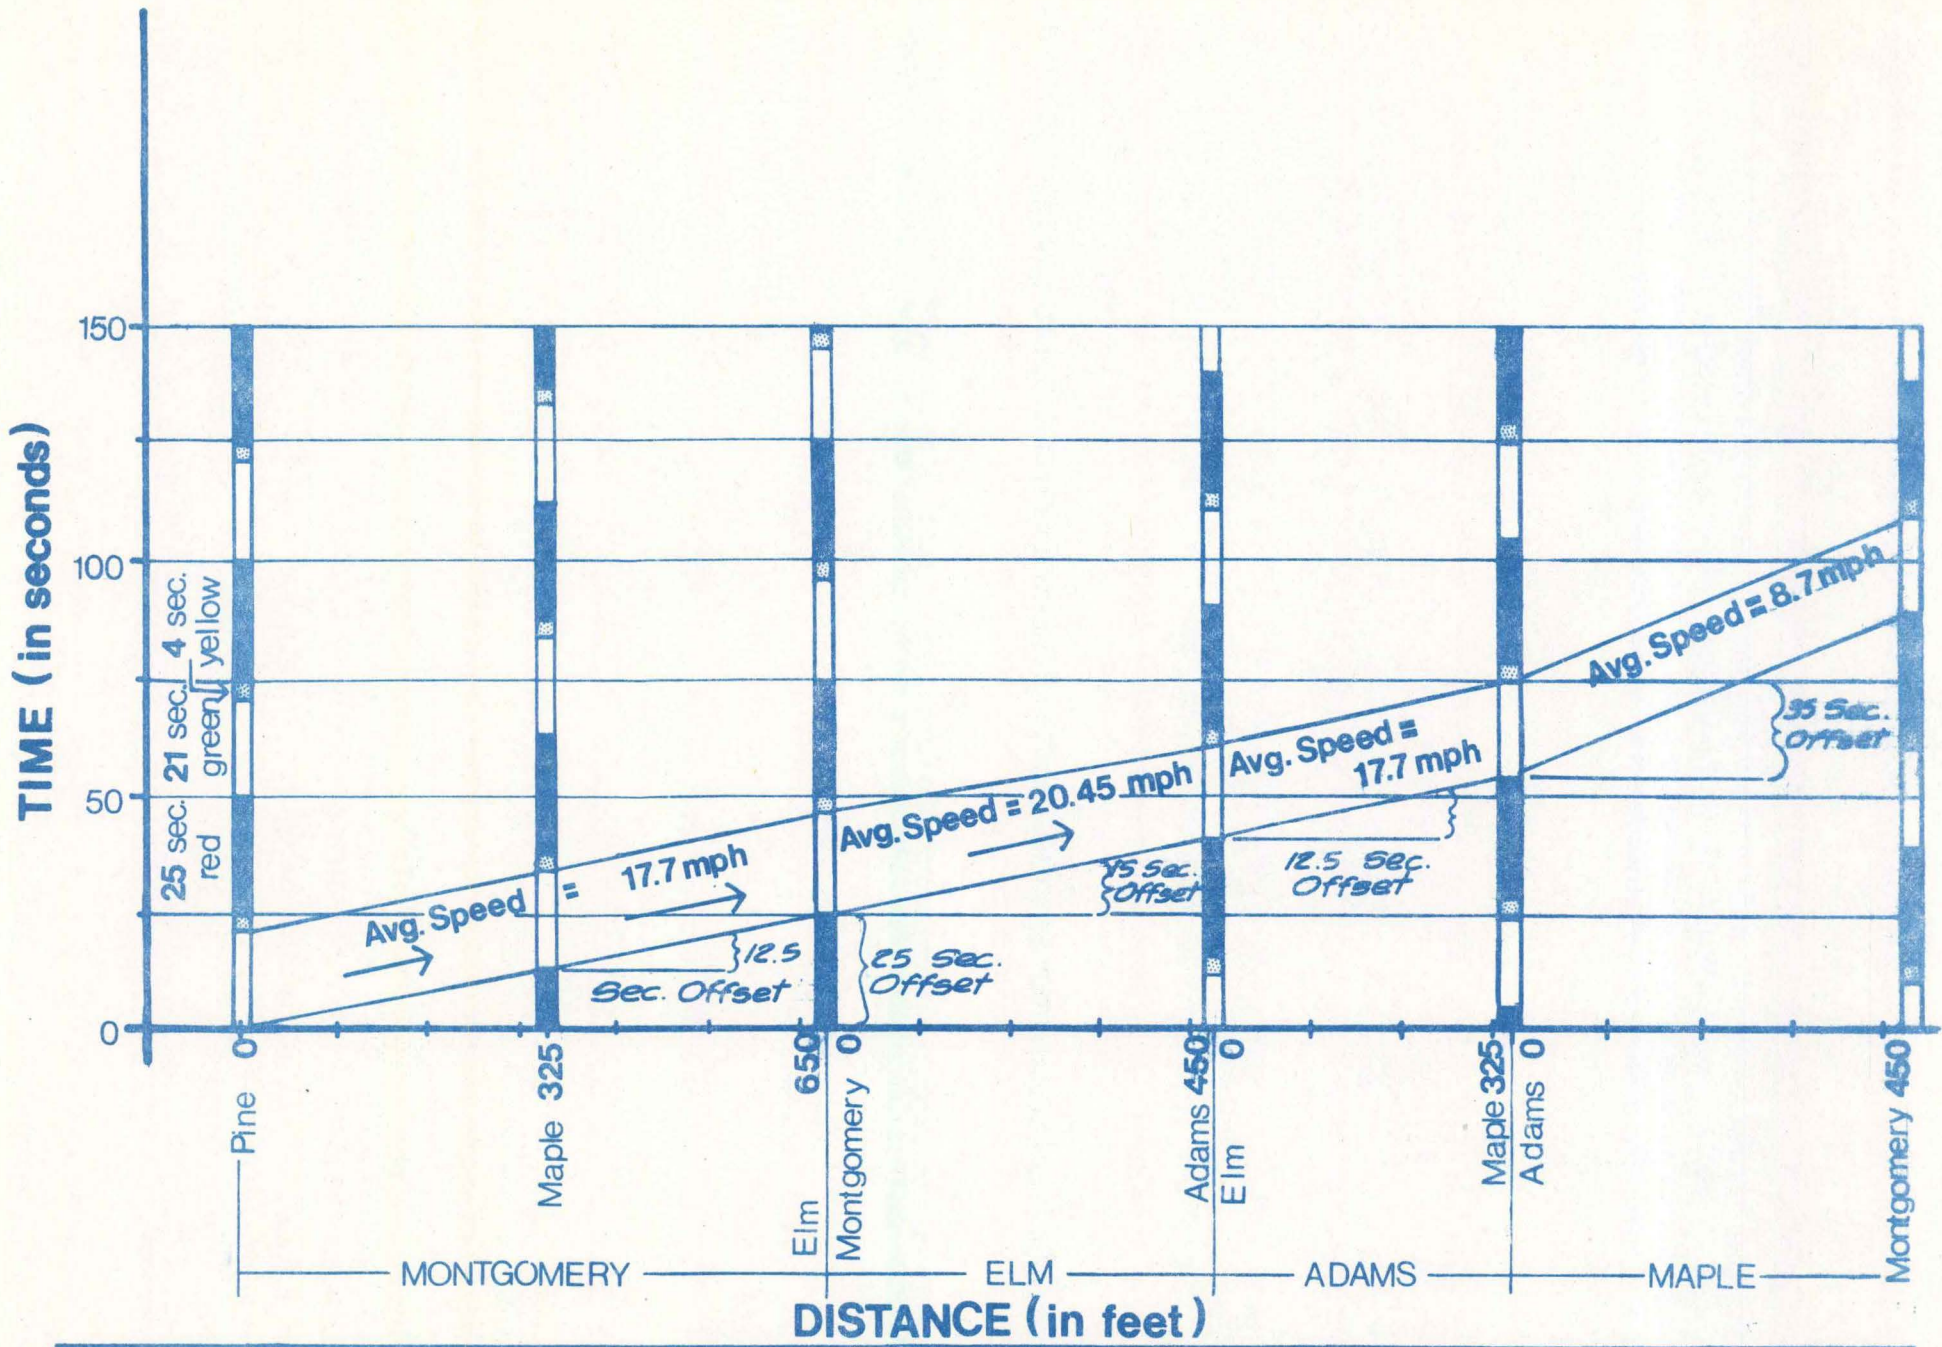 TIME (in seconds)
150
100
50
0
25 sec. 21 sec. 4 sec.
red green yellow
Avg. Speed = 17.7 mph
12.5
Sec. Offset
25 Sec.
Offset
Avg. Speed = 20.45 mph
15 Sec.
Offset
Avg. Speed =
17.7 mph
12.5 Sec.
Offset
Avg. Speed = 8.7 mph
35 Sec.
Offset
Pine 0
Maple 325
Elm 650
Montgomery 0
Adams 450
Elm 0
Maple 325
Adams 0
Montgomery 450
MONTGOMERY ELM ADAMS MAPLE
DISTANCE (in feet)